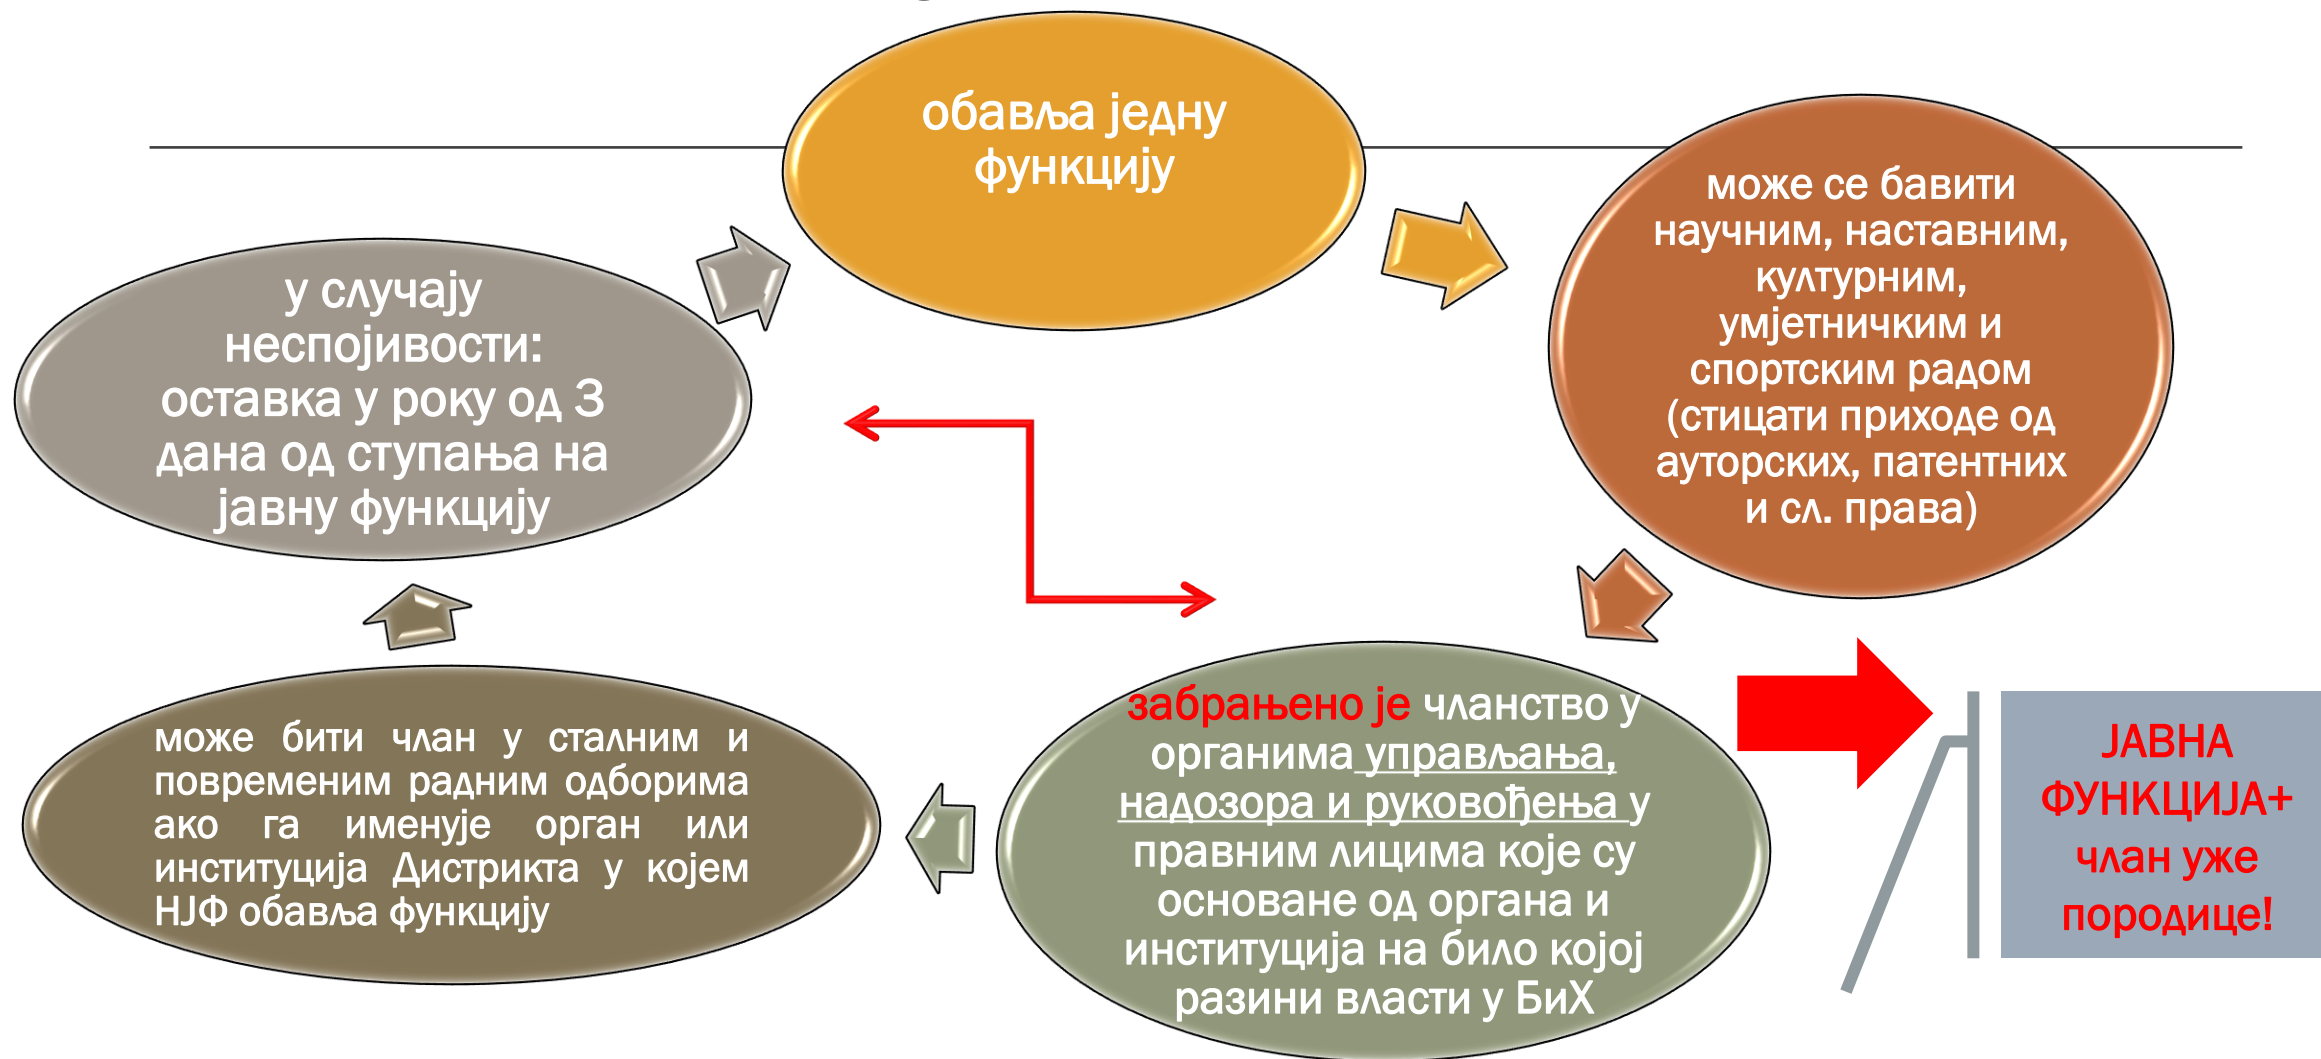 обавља једну
функцију
може се бавити
научним, наставним,
културним,
умјетничким и
спортским радом
(стицати приходе од
ауторских, патентних
и сл. права)
забрањено је чланство у
органима управљања,
надозора и руковођења у
правним лицима које су
основане од органа и
институција на било којој
разини власти у БиХ
ЈАВНА
ФУНКЦИЈА+
члан уже
породице!
може бити члан у сталним и
повременим радним одборима
ако га именује орган или
институција Дистрикта у којем
НЈФ обавља функцију
у случају
неспојивости:
оставка у року од 3
дана од ступања на
јавну функцију